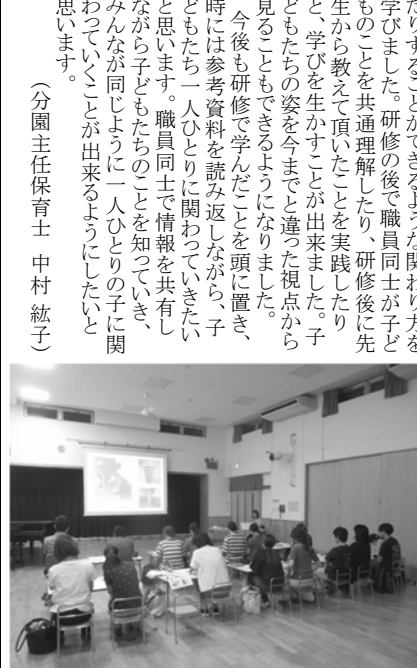 たりすることができるような関わり方を
学びました。研修の後で職員同士が子ど
ものことを共通理解したり、研修後に先
生から教えて頂いたことを実践したり
と、学びを生かすことが出来ました。子
どもたちの姿を今までと違った視点から
見ることもできるようになりました。
今後も研修で学んだことを頭に置き、
時には参考資料を読み返しながら、子
どもたち一人ひとりに関わっていきたい
と思います。職員同士で情報を共有し
ながら子どもたちのことを知っていき、
みんなが同じように一人ひとりの子に関
わっていくことが出来るようにしたいと
思います。
（分園主任保育士　中村　紘子）